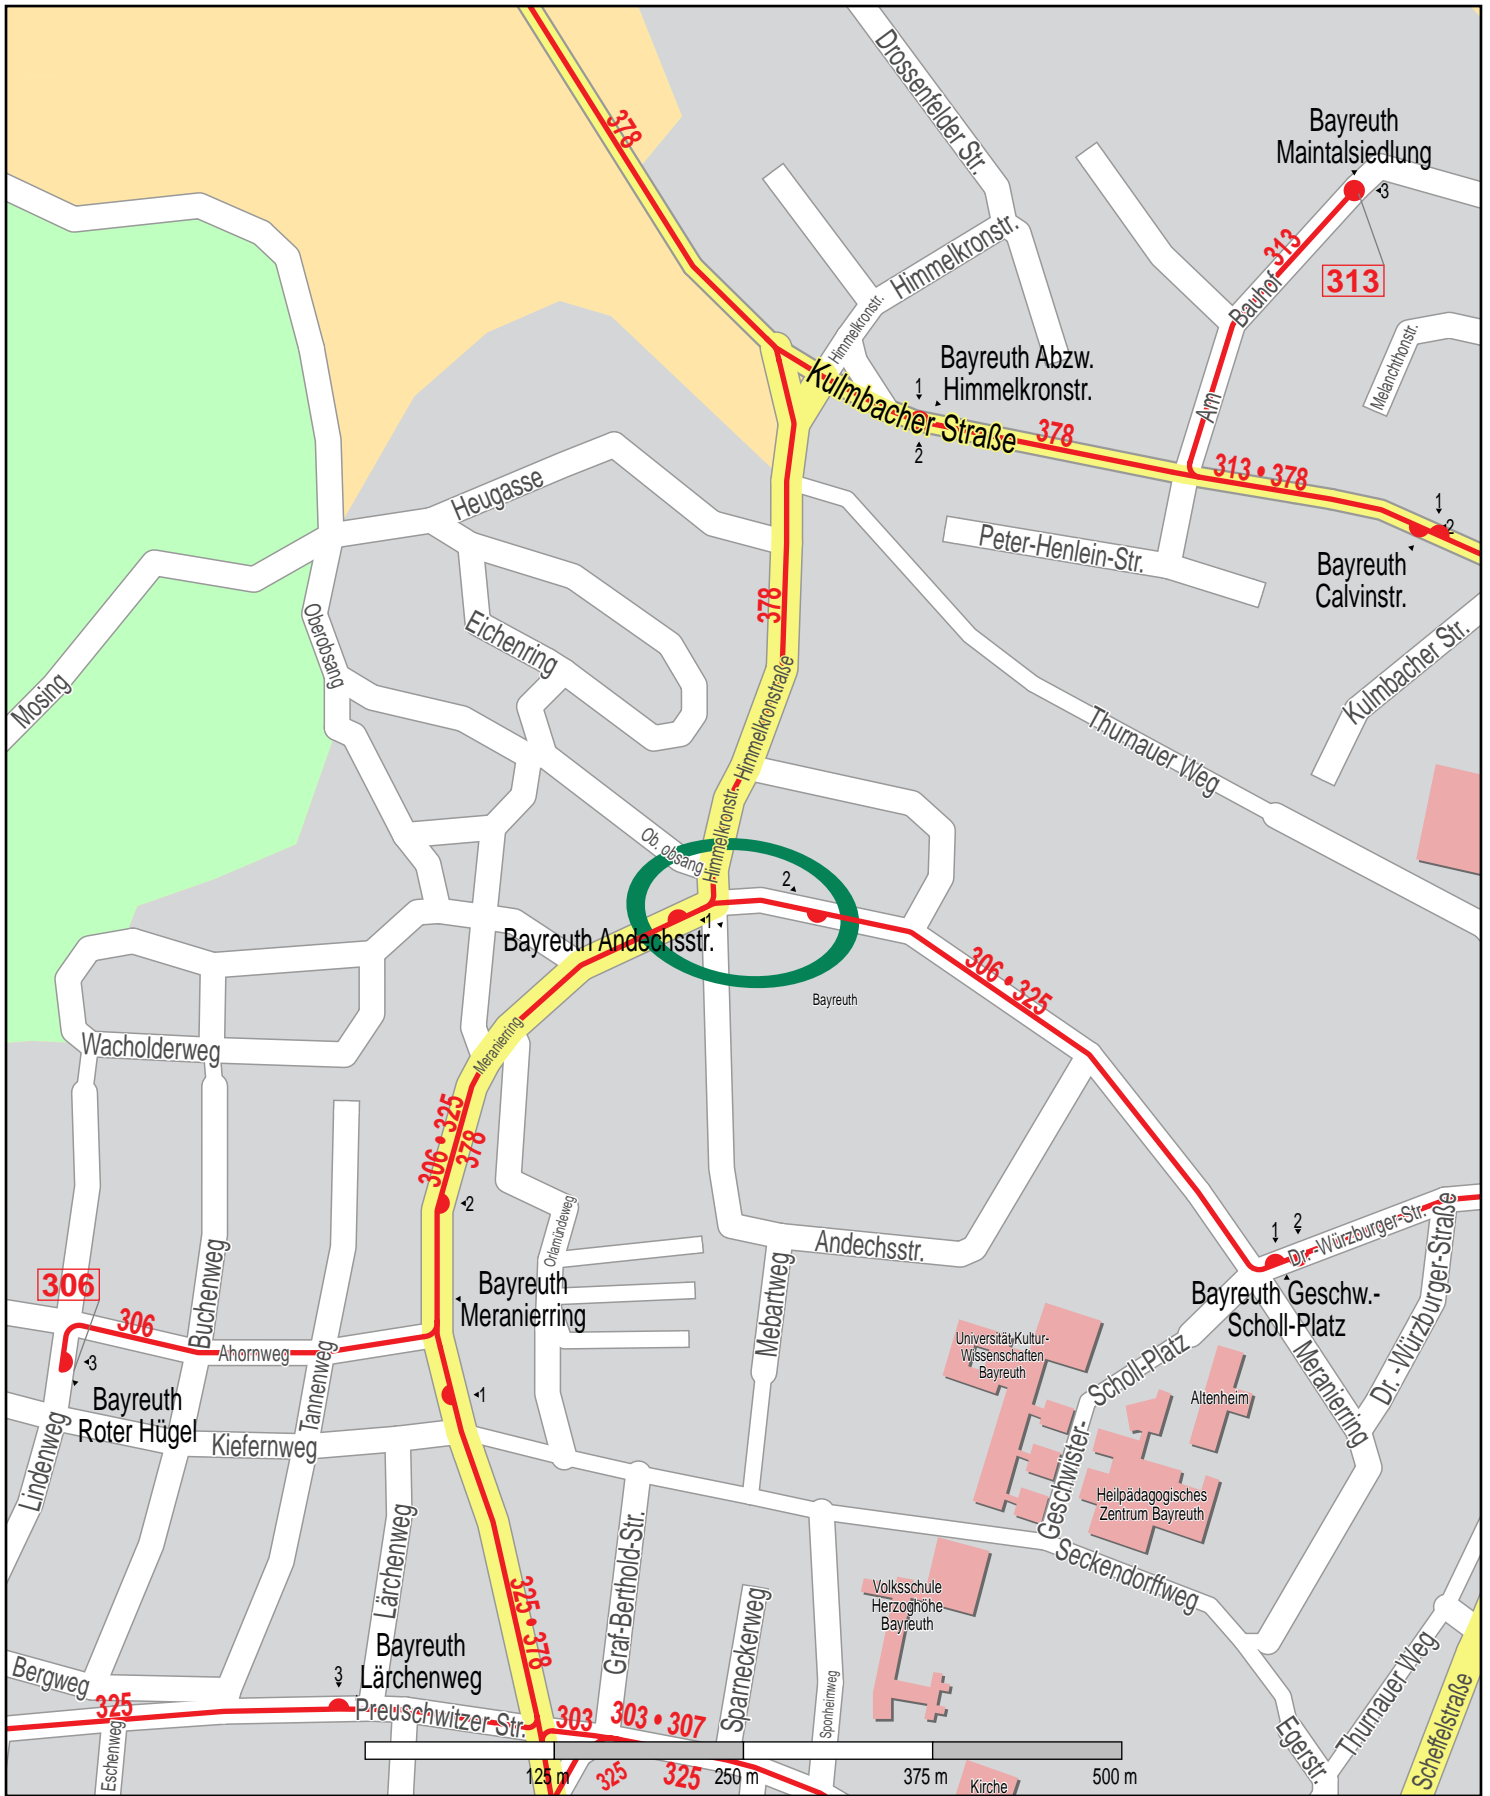 378
Drossenfelder Str.
Bayreuth
Maintalsiedlung
3
313
313
Himmelkronstr.
Himmelkronstr.
Bauhof
Am
Melanchthonstr.
Bayreuth Abzw.
Himmelkronstr.
1
2
Kulmbacher Straße
378
313 • 378
1
2
Bayreuth
Calvinstr.
Heugasse
Peter-Henlein-Str.
Oberobsang
Eichenring
378
Kulmbacher Str.
Mosing
Himmelkronstraße
Thurnauer Weg
Himmelkronstr.
Ob. obsang
2
1
Bayreuth Andechsstr.
306 • 325
Bayreuth
Meranierring
Wacholderweg
306 • 325
378
2
Orlamündeweg
Andechsstr.
1
2
Dr. -Würzburger-Str.
Dr. -Würzburger-Straße
Bayreuth Geschw.-
Scholl-Platz
306
306
Buchenweg
Ahornweg
Tannenweg
Bayreuth
Meranierring
Mebartweg
3
Bayreuth
Roter Hügel
1
Universität Kultur-
Wissenschaften
Bayreuth
Scholl-Platz
Geschwister-
Altenheim
Meranierring
Kiefernweg
Lindenweg
Heilpädagogisches
Zentrum Bayreuth
Lärchenweg
Graf-Berthold-Str.
Seckendorffweg
Volksschule
Herzoghöhe
Bayreuth
325 • 378
Sparneckerweg
Sponheimweg
Bayreuth
Lärchenweg
3
Bergweg
325
Eschenweg
Preuschwitzer Str.
303
303 • 307
Thurnauer Weg
Scheffelstraße
Egerstr.
325
325
125 m
250 m
375 m
500 m
Kirche